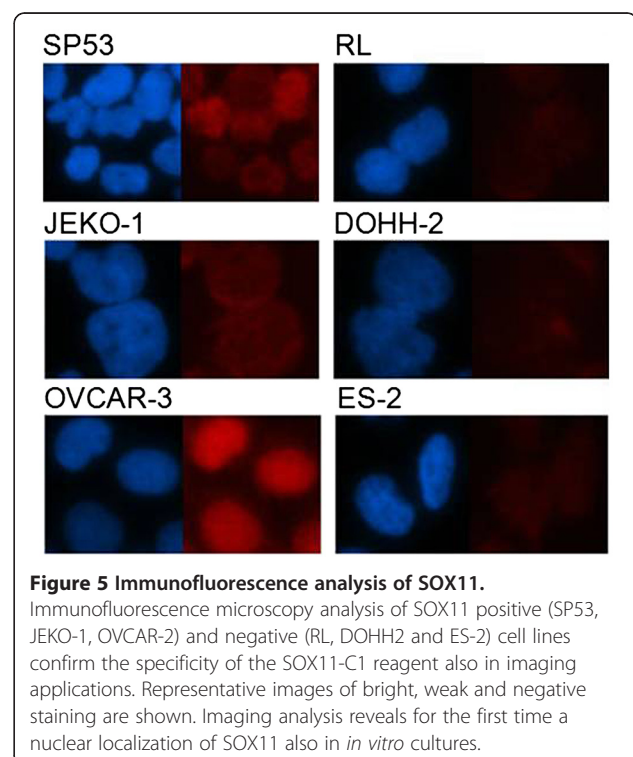 SP53
RL
JEKO-1
DOHH-2
OVCAR-3
ES-2
Figure 5 Immunofluorescence analysis of SOX11.
Immunofluorescence microscopy analysis of SOX11 positive (SP53,
JEKO-1, OVCAR-2) and negative (RL, DOHH2 and ES-2) cell lines
confirm the specificity of the SOX11-C1 reagent also in imaging
applications. Representative images of bright, weak and negative
staining are shown. Imaging analysis reveals for the first time a
nuclear localization of SOX11 also in in vitro cultures.